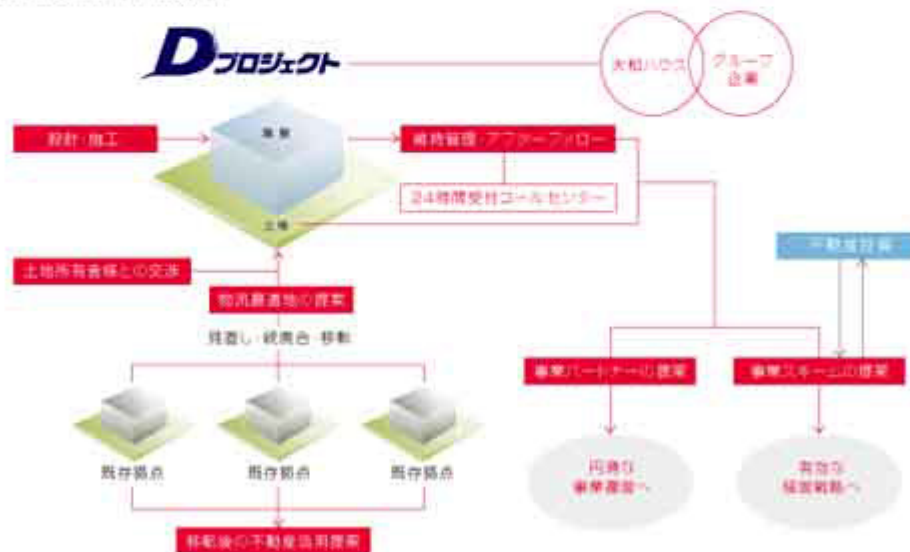 Dプロジェクト
大和ハウス
グループ
企業
設計・施工
建物
維持管理・アフターフォロー
24時間受付コールセンター
土地
土地所有者様との交渉
物流最適地の提案
見直し・統廃合・移動
不動産投資
事業パートナーの提案
事業スキームの提案
既存拠点
既存拠点
既存拠点
円滑な
事業運営へ
有効な
経営戦略へ
移転後の不動産活用提案